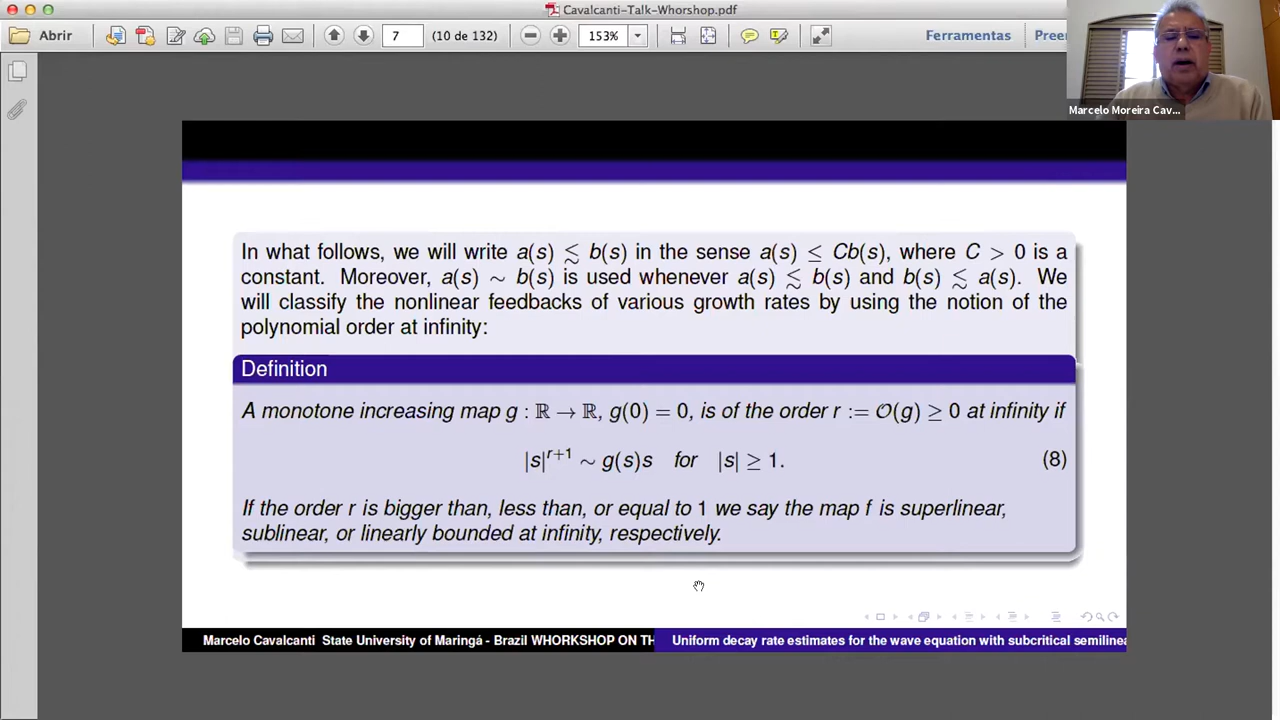 Cavalcanti-Talk-Whorshop.pdf
Abrir
7
(10 de 132)
153%
Ferramentas
Marcelo Moreira Cav...
In what follows, we will write a(s) ≲ b(s) in the sense a(s) ≤ Cb(s), where C > 0 is a
constant. Moreover, a(s) ∼ b(s) is used whenever a(s) ≲ b(s) and b(s) ≲ a(s). We
will classify the nonlinear feedbacks of various growth rates by using the notion of the
polynomial order at infinity:
Definition
A monotone increasing map g : ℝ → ℝ, g(0) = 0, is of the order r := 𝒪(g) ≥ 0 at infinity if
|s|^{r+1} ∼ g(s)s for |s| ≥ 1. (8)
If the order r is bigger than, less than, or equal to 1 we say the map f is superlinear,
sublinear, or linearly bounded at infinity, respectively.
Marcelo Cavalcanti State University of Maringá - Brazil WHORKSHOP ON TH
Uniform decay rate estimates for the wave equation with subcritical semilinea